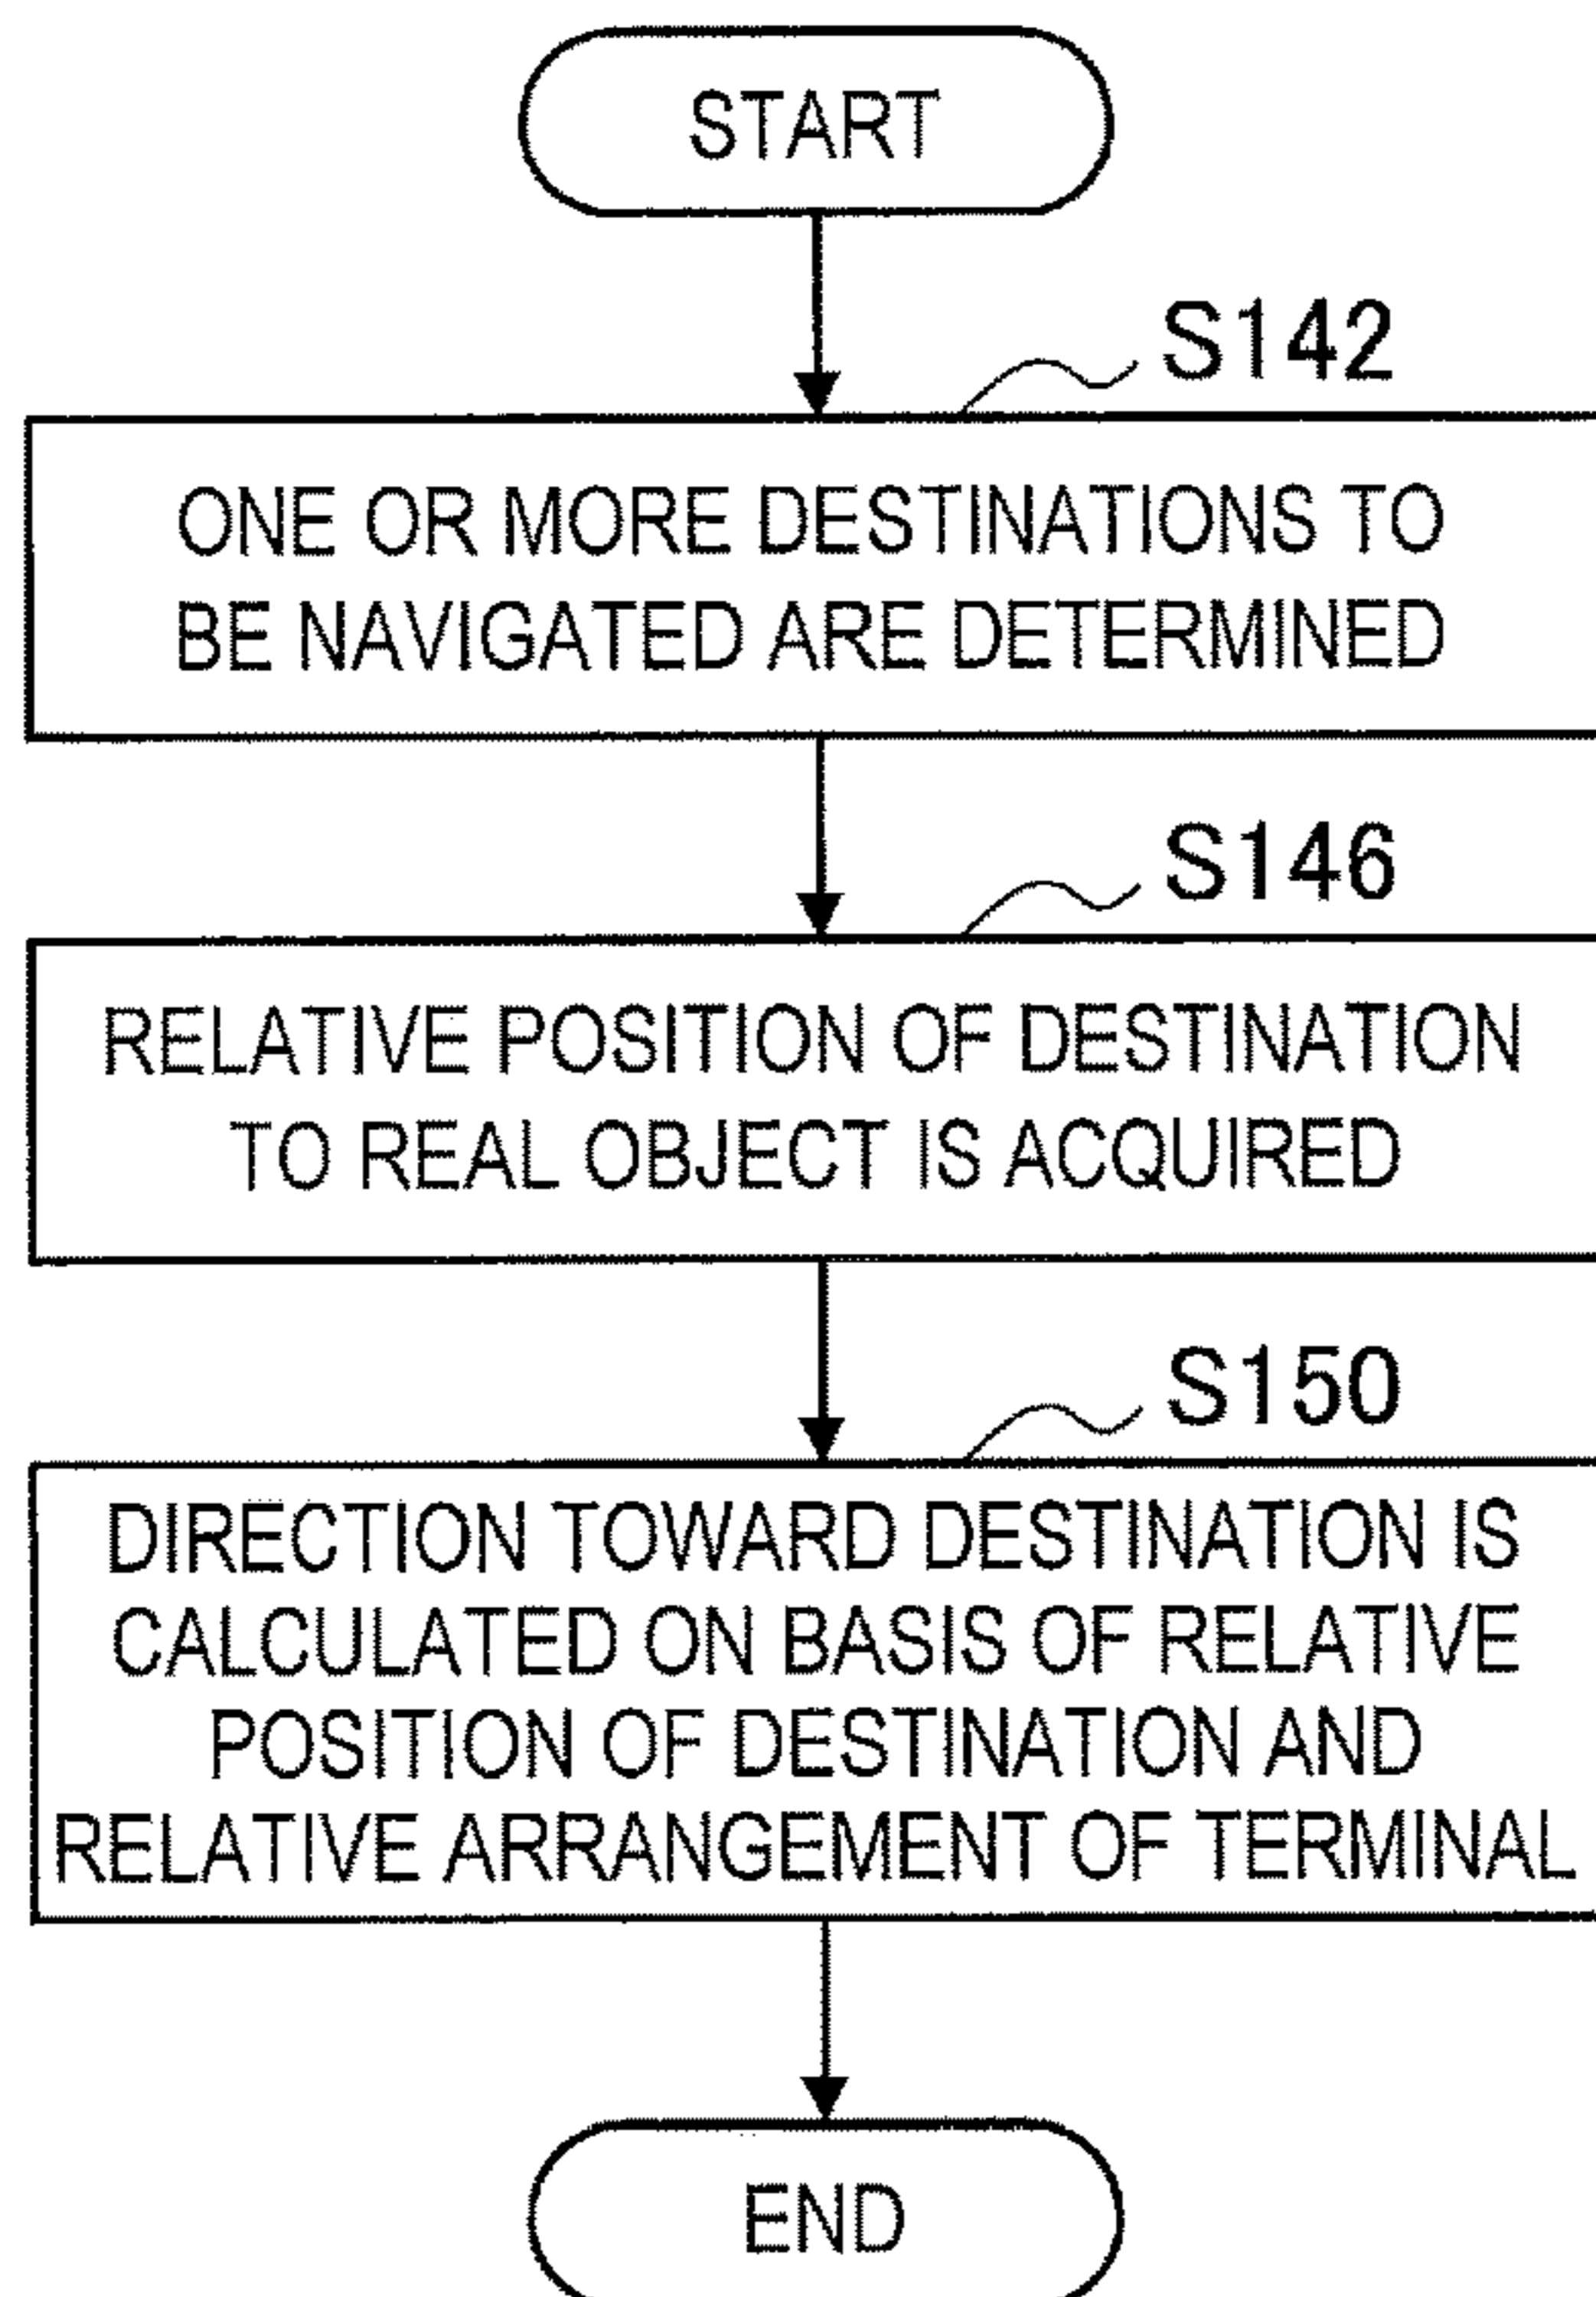 START
S142
ONE OR MORE DESTINATIONS TO
BE NAVIGATED ARE DETERMINED
S146
RELATIVE POSITION OF DESTINATION
TO REAL OBJECT IS ACQUIRED
S150
DIRECTION TOWARD DESTINATION IS
CALCULATED ON BASIS OF RELATIVE
POSITION OF DESTINATION AND
RELATIVE ARRANGEMENT OF TERMINAL
END